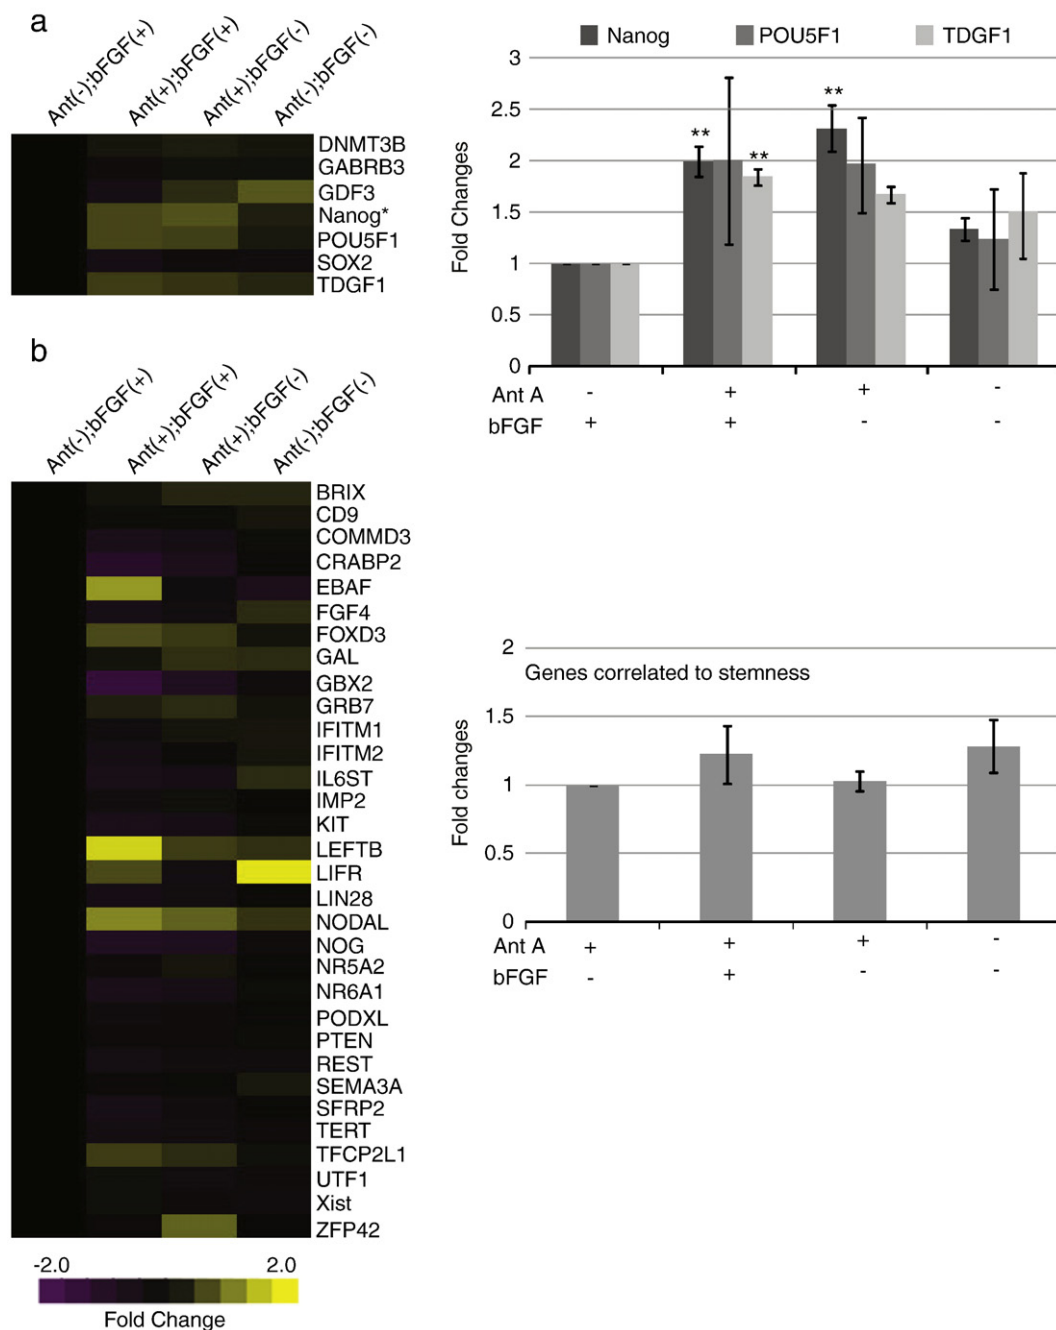 a
Ant(-);bFGF(+)
Ant(+);bFGF(+)
Ant(+);bFGF(-)
Ant(-);bFGF(-)
DNMT3B
GABRB3
GDF3
Nanog*
POU5F1
SOX2
TDGF1
Nanog
POU5F1
TDGF1
Fold Changes
3
2.5
2
1.5
1
0.5
0
**
**
**
Ant A - + + -
bFGF + + - -
b
Ant(-);bFGF(+)
Ant(+);bFGF(+)
Ant(+);bFGF(-)
Ant(-);bFGF(-)
BRIX
CD9
COMMD3
CRABP2
EBAF
FGF4
FOXD3
GAL
GBX2
GRB7
IFITM1
IFITM2
IL6ST
IMP2
KIT
LEFTB
LIFR
LIN28
NODAL
NOG
NR5A2
NR6A1
PODXL
PTEN
REST
SEMA3A
SFRP2
TERT
TFCP2L1
UTF1
Xist
ZFP42
-2.0 2.0
Fold Change
Genes correlated to stemness
Fold changes
2
1.5
1
0.5
0
Ant A + + + -
bFGF - + - -